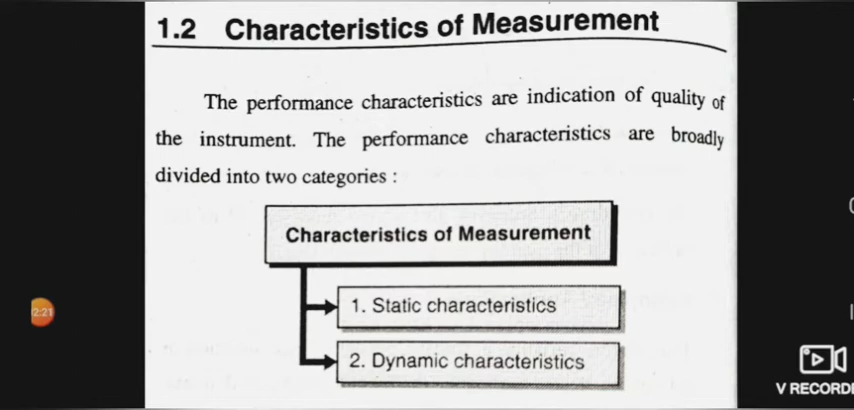 1.2 Characteristics of Measurement
The performance characteristics are indication of quality of
the instrument. The performance characteristics are broadly
divided into two categories :
Characteristics of Measurement
1. Static characteristics
2. Dynamic characteristics
2:21
V RECORD